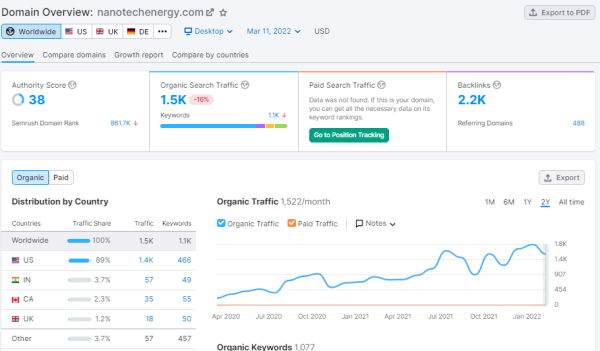 Domain Overview: nanotechenergy.com
Export to PDF
Worldwide US UK DE ••• Desktop Mar 11, 2022 USD
Overview Compare domains Growth report Compare by countries
Authority Score Organic Search Traffic Paid Search Traffic Backlinks
38 1.5K -16% Data was not found. If this is your domain, 2.2K
you can get all the necessary data on its
keyword rankings.
Semrush Domain Rank 881.7K ↓ Keywords 1.1K ↓ Referring Domains 488
Go to Position Tracking
Organic Paid Export
Distribution by Country Organic Traffic 1,522/month 1M 6M 1Y 2Y All time
Countries Traffic Share Traffic Keywords Organic Traffic Paid Traffic Notes
Worldwide 100% 1.5K 1.1K
US 89% 1.4K 466
IN 3.7% 57 49
CA 2.3% 35 55
UK 1.2% 18 50
Other 3.7% 57 457
1.8K
1.4K
907
454
0
Apr 2020 Jul 2020 Oct 2020 Jan 2021 Apr 2021 Jul 2021 Oct 2021 Jan 2022
Organic Keywords 1,077